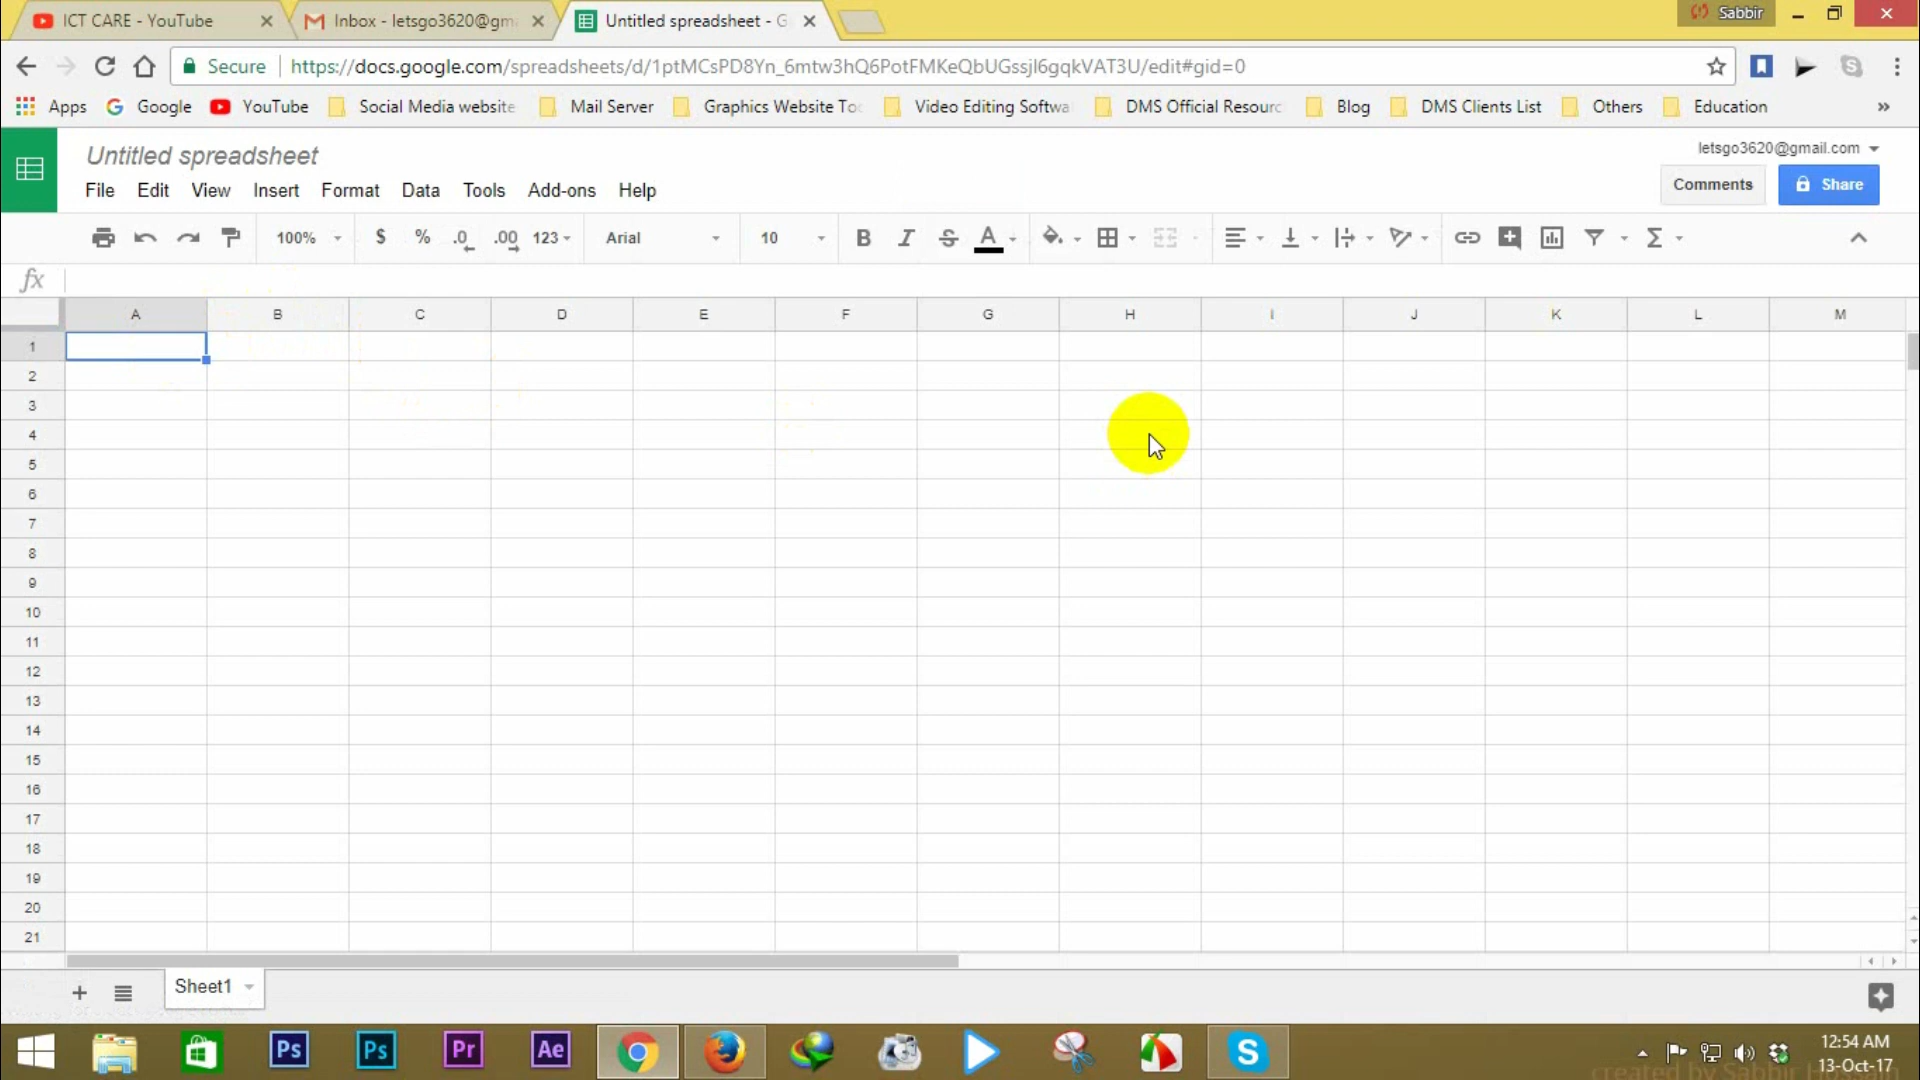 ICT CARE - YouTube
Inbox - letsgo3620@gm
Untitled spreadsheet - G
Sabbir
Secure
https://docs.google.com/spreadsheets/d/1ptMCsPD8Yn_6mtw3hQ6PotFMKeQbUGssjl6gqkVAT3U/edit#gid=0
Apps
Google
YouTube
Social Media website
Mail Server
Graphics Website To
Video Editing Softwa
DMS Official Resourc
Blog
DMS Clients List
Others
Education
»
Untitled spreadsheet
letsgo3620@gmail.com
File Edit View Insert Format Data Tools Add-ons Help
Comments
Share
100% $ % .0 .00 123 Arial 10 B I S A Σ
fx
A B C D E F G H I J K L M
1
2
3
4
5
6
7
8
9
10
11
12
13
14
15
16
17
18
19
20
21
Sheet1
Ps Ps Pr Ae S
12:54 AM
13-Oct-17
created by Sabbir